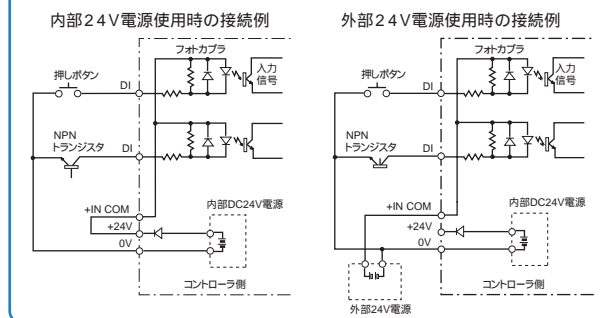 内部24V電源使用時の接続例
フォトカプラ
入力
信号
押しボタン
DI
NPN
トランジスタ
DI
+IN COM
+24V
0V
内部DC24V電源
コントローラ側
外部24V電源使用時の接続例
フォトカプラ
入力
信号
押しボタン
DI
NPN
トランジスタ
DI
+IN COM
+24V
0V
内部DC24V電源
コントローラ側
外部24V電源